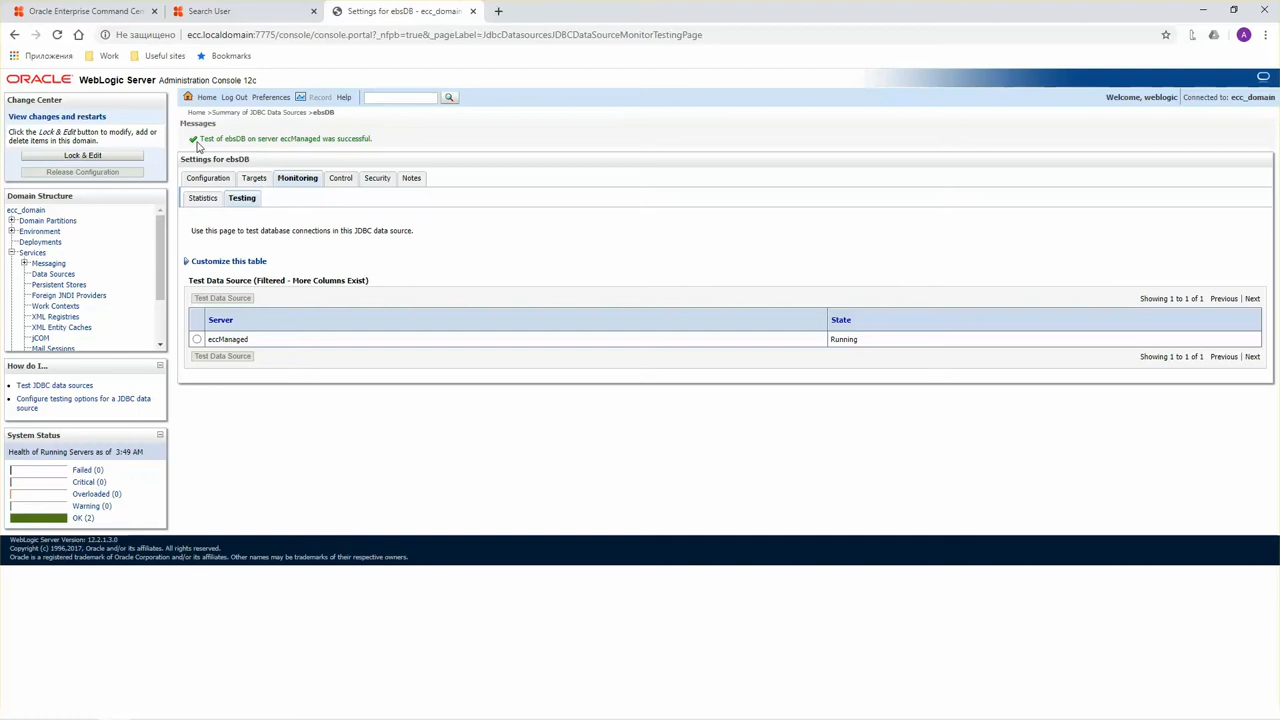 Oracle Enterprise Command Cente
Search User
Settings for ebsDB - ecc_domain
Не защищено
ecc.localdomain:7775/console/console.portal?_nfpb=true&_pageLabel=JdbcDatasourcesJDBCDataSourceMonitorTestingPage
A
Приложения
Work
Useful sites
Bookmarks
ORACLE WebLogic Server Administration Console 12c
Change Center
View changes and restarts
Click the Lock & Edit button to modify, add or
delete items in this domain.
Lock & Edit
Release Configuration
Domain Structure
ecc_domain
Domain Partitions
Environment
Deployments
Services
Messaging
Data Sources
Persistent Stores
Foreign JNDI Providers
Work Contexts
XML Registries
XML Entity Caches
jCOM
Mail Sessions
How do I...
Test JDBC data sources
Configure testing options for a JDBC data
source
System Status
Health of Running Servers as of 3:49 AM
Failed (0)
Critical (0)
Overloaded (0)
Warning (0)
OK (2)
Home Log Out Preferences Record Help
Welcome, weblogic
Connected to: ecc_domain
Home >Summary of JDBC Data Sources >ebsDB
Messages
Test of ebsDB on server eccManaged was successful.
Settings for ebsDB
Configuration Targets Monitoring Control Security Notes
Statistics Testing
Use this page to test database connections in this JDBC data source.
Customize this table
Test Data Source (Filtered - More Columns Exist)
Test Data Source
Showing 1 to 1 of 1 Previous | Next
Server State
eccManaged Running
Test Data Source
Showing 1 to 1 of 1 Previous | Next
WebLogic Server Version: 12.2.1.3.0
Copyright (c) 1996,2017, Oracle and/or its affiliates. All rights reserved.
Oracle is a registered trademark of Oracle Corporation and/or its affiliates. Other names may be trademarks of their respective owners.